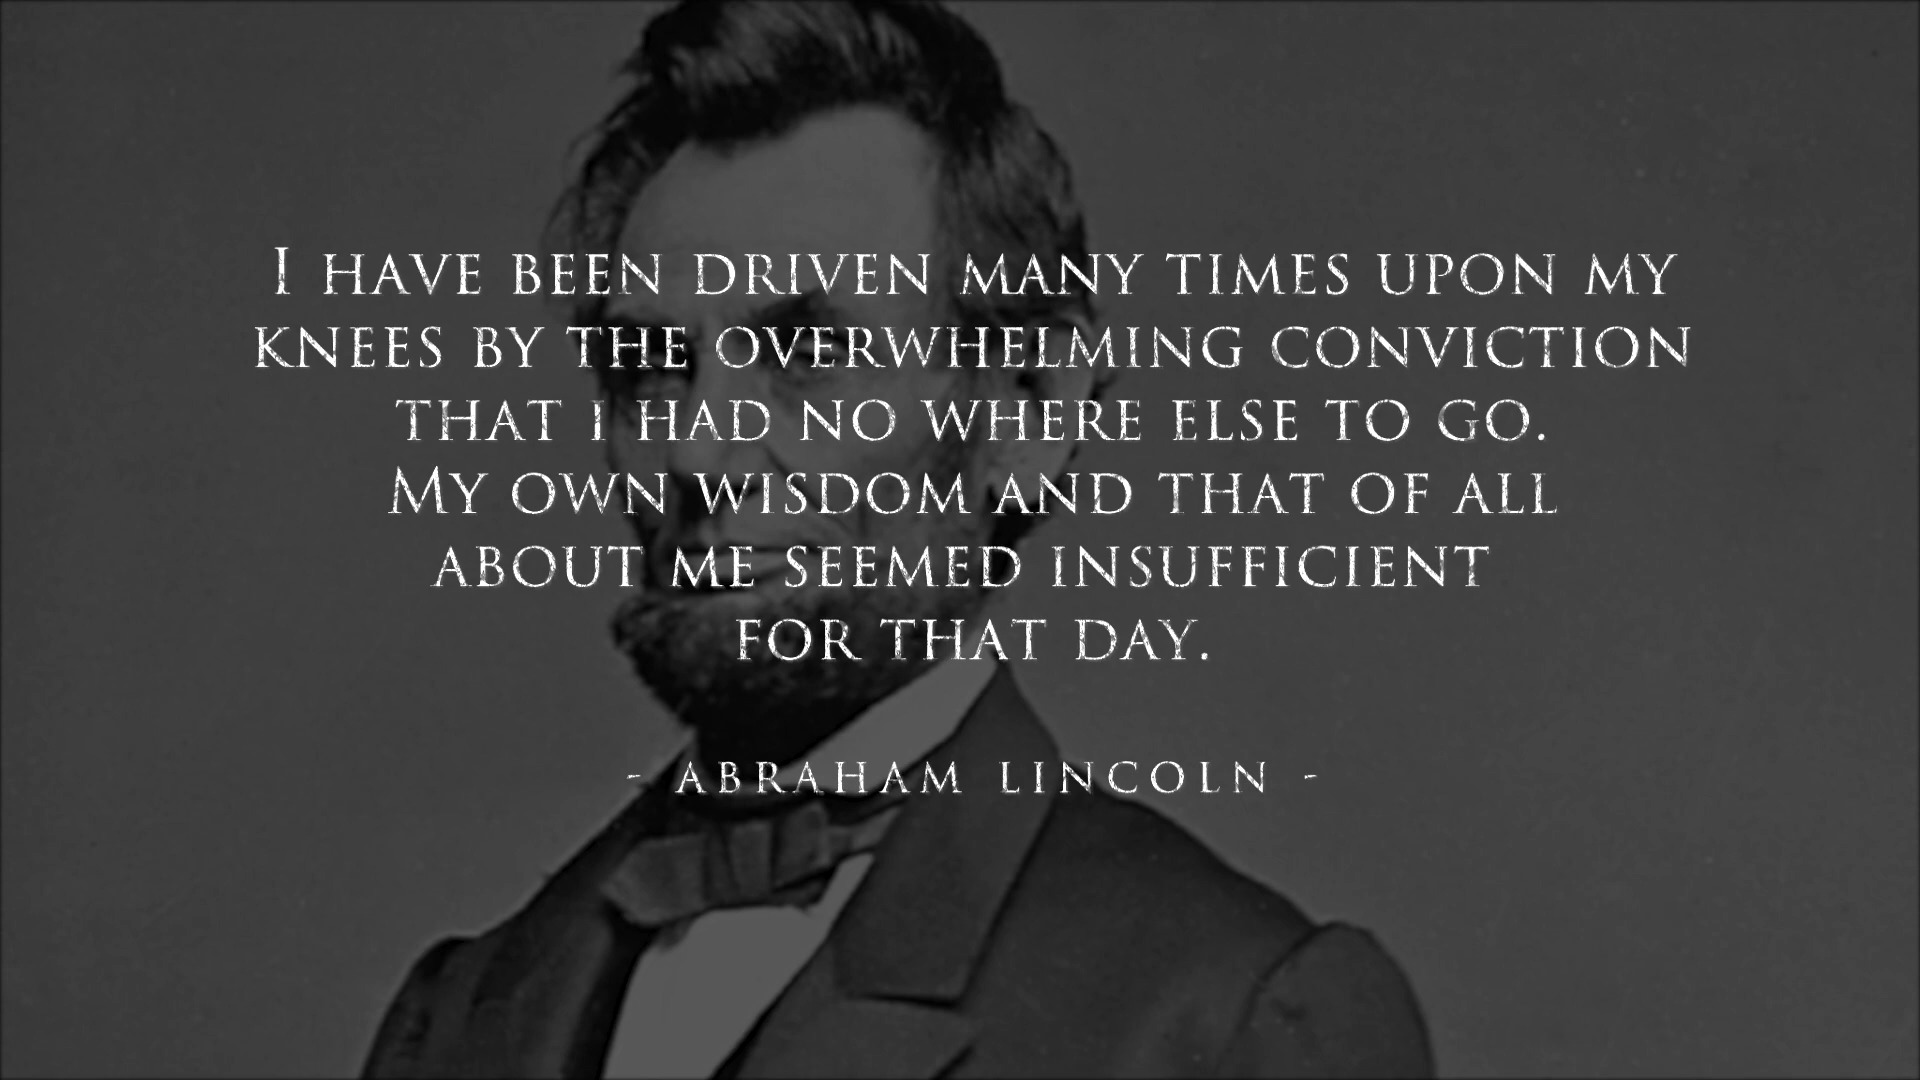 I HAVE BEEN DRIVEN MANY TIMES UPON MY
KNEES BY THE OVERWHELMING CONVICTION
THAT I HAD NO WHERE ELSE TO GO.
MY OWN WISDOM AND THAT OF ALL
ABOUT ME SEEMED INSUFFICIENT
FOR THAT DAY.
- ABRAHAM LINCOLN -